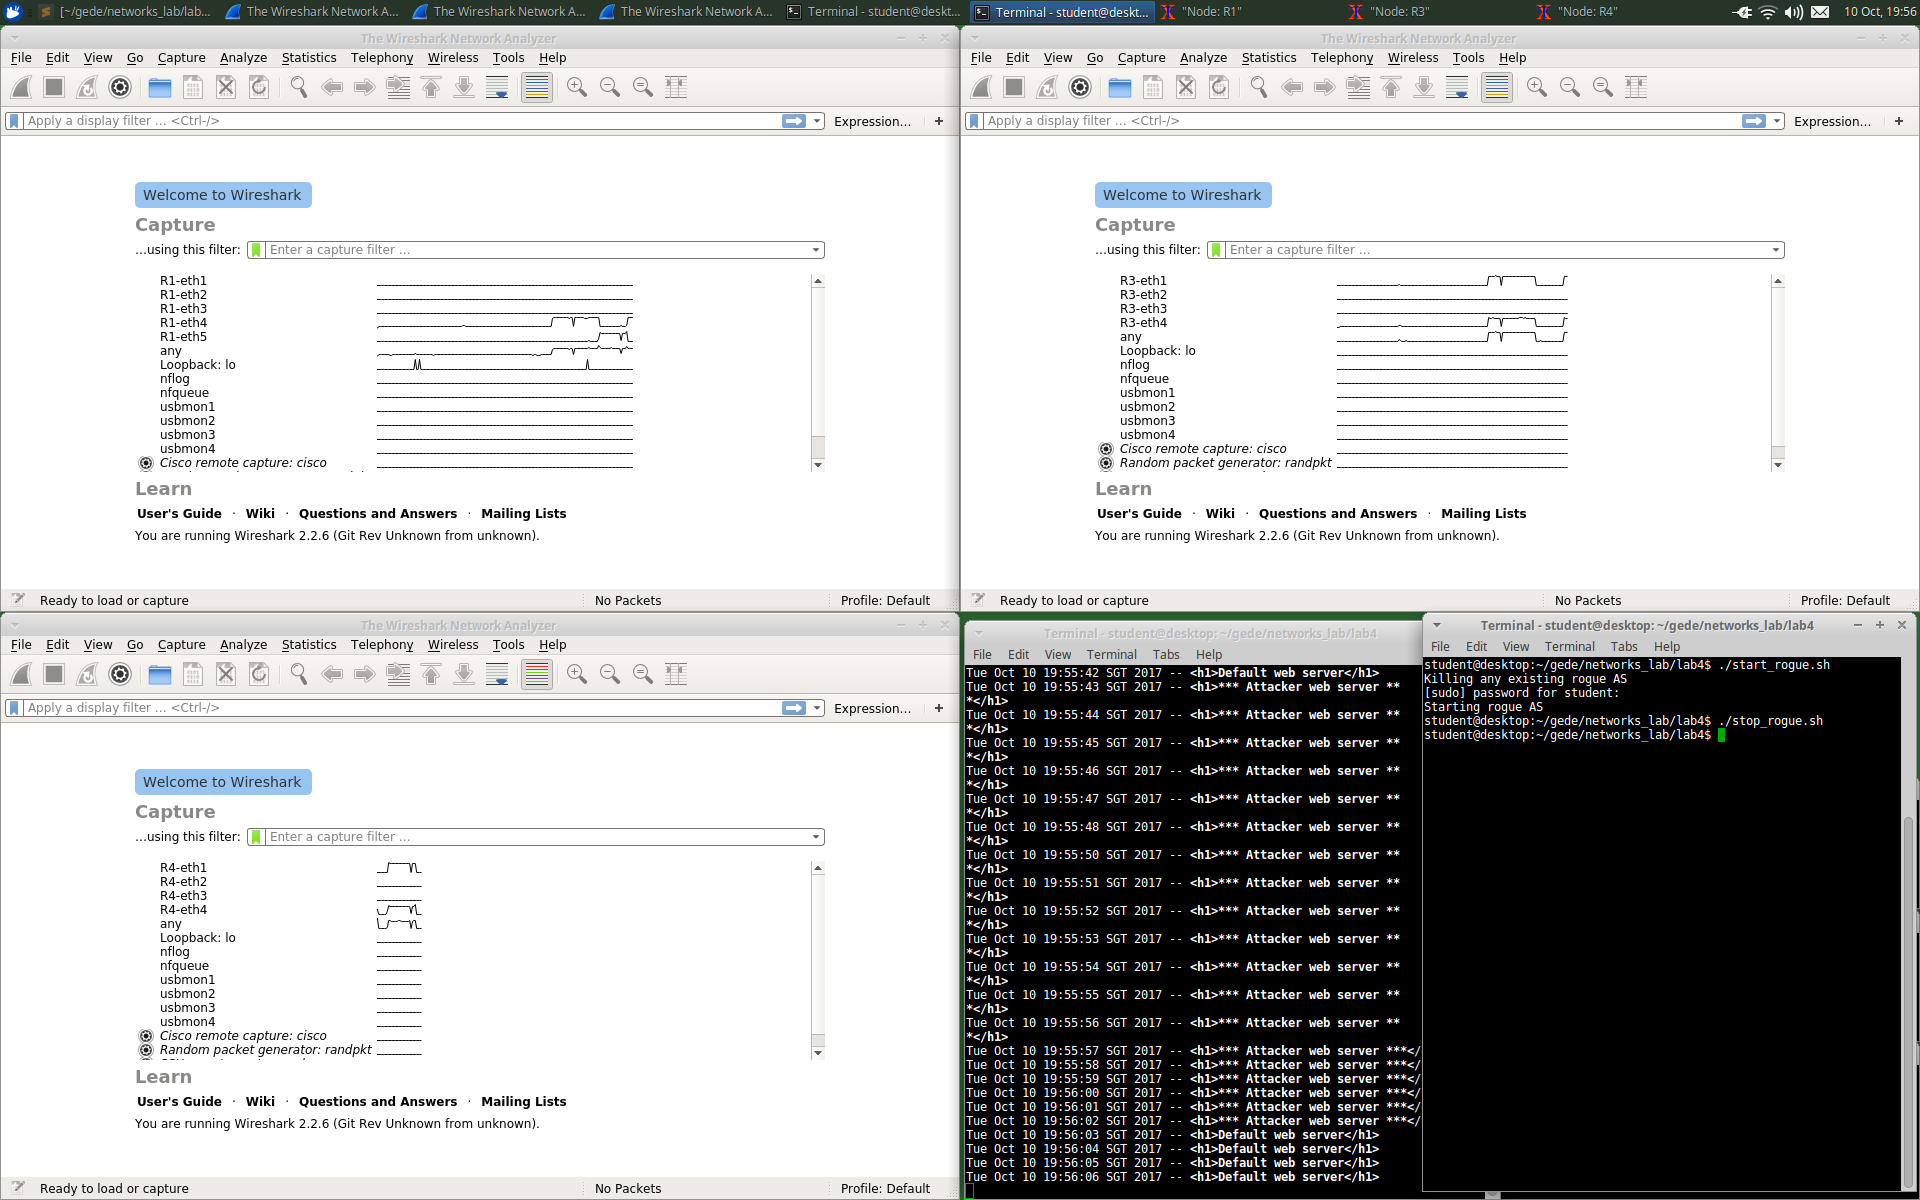 [~/gede/networks_lab/lab...
The Wireshark Network A...
The Wireshark Network A...
The Wireshark Network A...
Terminal - student@deskt...
Terminal - student@deskt...
"Node: R1"
"Node: R3"
"Node: R4"
10 Oct, 19:56
The Wireshark Network Analyzer
File Edit View Go Capture Analyze Statistics Telephony Wireless Tools Help
Apply a display filter ... <Ctrl-/>
Expression... +
Welcome to Wireshark
Capture
...using this filter: Enter a capture filter ...
R1-eth1
R1-eth2
R1-eth3
R1-eth4
R1-eth5
any
Loopback: lo
nflog
nfqueue
usbmon1
usbmon2
usbmon3
usbmon4
Cisco remote capture: cisco
Learn
User's Guide · Wiki · Questions and Answers · Mailing Lists
You are running Wireshark 2.2.6 (Git Rev Unknown from unknown).
Ready to load or capture
No Packets
Profile: Default
The Wireshark Network Analyzer
File Edit View Go Capture Analyze Statistics Telephony Wireless Tools Help
Apply a display filter ... <Ctrl-/>
Expression... +
Welcome to Wireshark
Capture
...using this filter: Enter a capture filter ...
R3-eth1
R3-eth2
R3-eth3
R3-eth4
any
Loopback: lo
nflog
nfqueue
usbmon1
usbmon2
usbmon3
usbmon4
Cisco remote capture: cisco
Random packet generator: randpkt
Learn
User's Guide · Wiki · Questions and Answers · Mailing Lists
You are running Wireshark 2.2.6 (Git Rev Unknown from unknown).
Ready to load or capture
No Packets
Profile: Default
The Wireshark Network Analyzer
File Edit View Go Capture Analyze Statistics Telephony Wireless Tools Help
Apply a display filter ... <Ctrl-/>
Expression... +
Welcome to Wireshark
Capture
...using this filter: Enter a capture filter ...
R4-eth1
R4-eth2
R4-eth3
R4-eth4
any
Loopback: lo
nflog
nfqueue
usbmon1
usbmon2
usbmon3
usbmon4
Cisco remote capture: cisco
Random packet generator: randpkt
Learn
User's Guide · Wiki · Questions and Answers · Mailing Lists
You are running Wireshark 2.2.6 (Git Rev Unknown from unknown).
Ready to load or capture
No Packets
Profile: Default
Terminal - student@desktop: ~/gede/networks_lab/lab4
File Edit View Terminal Tabs Help
Tue Oct 10 19:55:42 SGT 2017 -- <h1>Default web server</h1>
Tue Oct 10 19:55:43 SGT 2017 -- <h1>*** Attacker web server **
*</h1>
Tue Oct 10 19:55:44 SGT 2017 -- <h1>*** Attacker web server **
*</h1>
Tue Oct 10 19:55:45 SGT 2017 -- <h1>*** Attacker web server **
*</h1>
Tue Oct 10 19:55:46 SGT 2017 -- <h1>*** Attacker web server **
*</h1>
Tue Oct 10 19:55:47 SGT 2017 -- <h1>*** Attacker web server **
*</h1>
Tue Oct 10 19:55:48 SGT 2017 -- <h1>*** Attacker web server **
*</h1>
Tue Oct 10 19:55:50 SGT 2017 -- <h1>*** Attacker web server **
*</h1>
Tue Oct 10 19:55:51 SGT 2017 -- <h1>*** Attacker web server **
*</h1>
Tue Oct 10 19:55:52 SGT 2017 -- <h1>*** Attacker web server **
*</h1>
Tue Oct 10 19:55:53 SGT 2017 -- <h1>*** Attacker web server **
*</h1>
Tue Oct 10 19:55:54 SGT 2017 -- <h1>*** Attacker web server **
*</h1>
Tue Oct 10 19:55:55 SGT 2017 -- <h1>*** Attacker web server **
*</h1>
Tue Oct 10 19:55:56 SGT 2017 -- <h1>*** Attacker web server **
*</h1>
Tue Oct 10 19:55:57 SGT 2017 -- <h1>*** Attacker web server ***</
Tue Oct 10 19:55:58 SGT 2017 -- <h1>*** Attacker web server ***</
Tue Oct 10 19:55:59 SGT 2017 -- <h1>*** Attacker web server ***</
Tue Oct 10 19:56:00 SGT 2017 -- <h1>*** Attacker web server ***</
Tue Oct 10 19:56:01 SGT 2017 -- <h1>*** Attacker web server ***</
Tue Oct 10 19:56:02 SGT 2017 -- <h1>*** Attacker web server ***</
Tue Oct 10 19:56:03 SGT 2017 -- <h1>Default web server</h1>
Tue Oct 10 19:56:04 SGT 2017 -- <h1>Default web server</h1>
Tue Oct 10 19:56:05 SGT 2017 -- <h1>Default web server</h1>
Tue Oct 10 19:56:06 SGT 2017 -- <h1>Default web server</h1>
Terminal - student@desktop: ~/gede/networks_lab/lab4
File Edit View Terminal Tabs Help
student@desktop:~/gede/networks_lab/lab4$ ./start_rogue.sh
Killing any existing rogue AS
[sudo] password for student:
Starting rogue AS
student@desktop:~/gede/networks_lab/lab4$ ./stop_rogue.sh
student@desktop:~/gede/networks_lab/lab4$